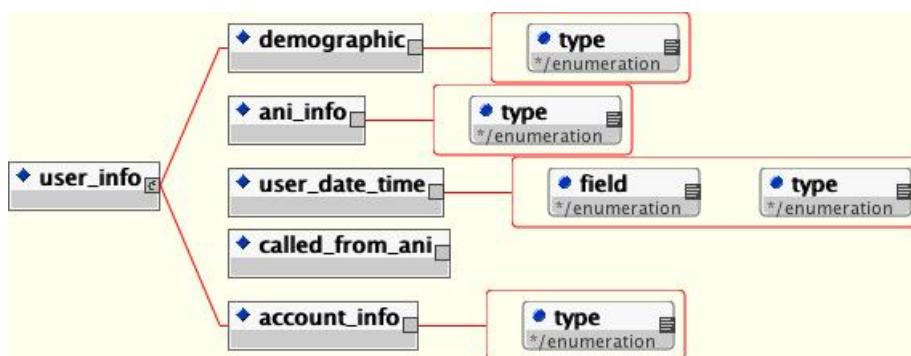 demographic
type
*/enumeration
ani_info
type
*/enumeration
user_info
user_date_time
field
*/enumeration
type
*/enumeration
called_from_ani
account_info
type
*/enumeration